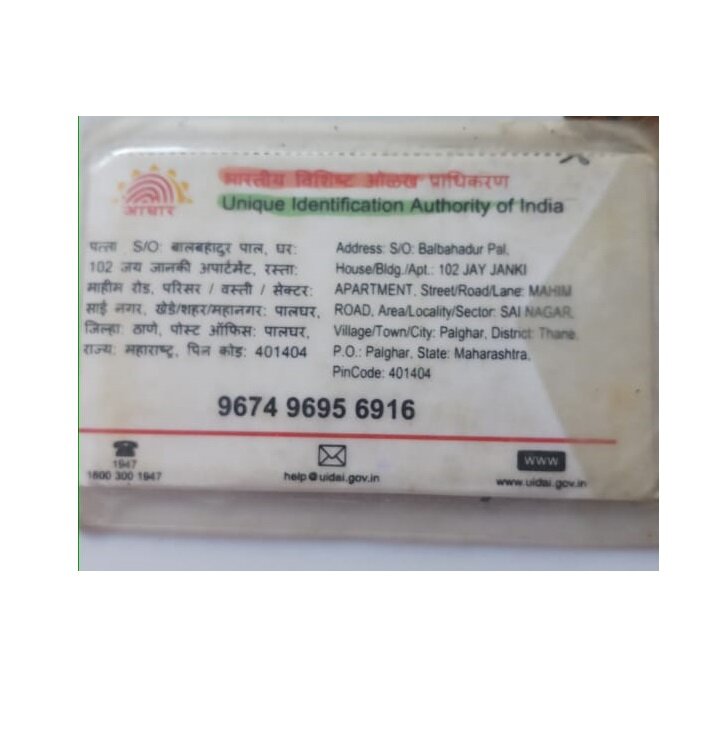 भारतीय विशिष्ट ओळख प्राधिकरण
Unique Identification Authority of India
आधार
पत्ता S/O: बालबहादुर पाल, घर:
102 जय जानकी अपार्टमेंट, रस्ता:
माहीम रोड, परिसर / वस्ती / सेक्टर:
साई नगर, खेडे/शहर/महानगर: पालघर,
जिल्हा: ठाणे, पोस्ट ऑफिस: पालघर,
राज्य: महाराष्ट्र, पिन कोड: 401404
Address: S/O: Balbahadur Pal,
House/Bldg./Apt.: 102 JAY JANKI
APARTMENT, Street/Road/Lane: MAHIM
ROAD, Area/Locality/Sector: SAI NAGAR,
Village/Town/City: Palghar, District: Thane,
P.O.: Palghar, State: Maharashtra,
PinCode: 401404
9674 9695 6916
1947
1800 300 1947
help@uidai.gov.in
www
www.uidai.gov.in